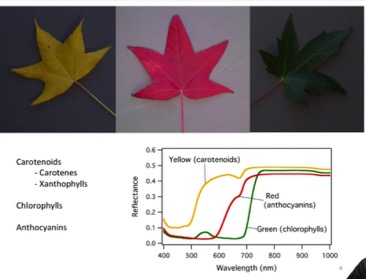 Carotenoids
- Carotenes
- Xanthophylls
Chlorophylls
Anthocyanins
Reflectance
0.6
0.5
0.4
0.3
0.2
0.1
0.0
Yellow (carotenoids)
Red
(anthocyanins)
Green (chlorophylls)
400 500 600 700 800 900 1000
Wavelength (nm)
4